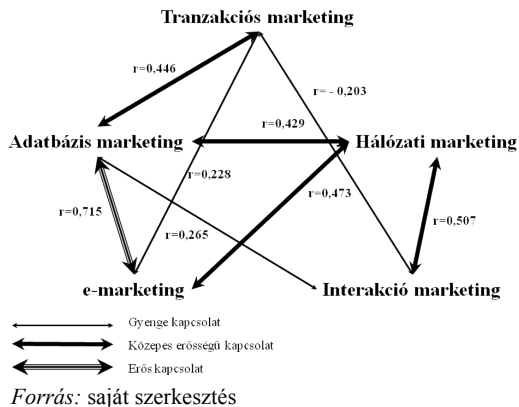 Tranzakciós marketing
r=0,446
r= - 0,203
r=0,429
Adatbázis marketing
Hálózati marketing
r=0,228
r=0,473
r=0,715
r=0,265
r=0,507
e-marketing
Interakció marketing
Gyenge kapcsolat
Közepes erősségű kapcsolat
Erős kapcsolat
Forrás: saját szerkesztés